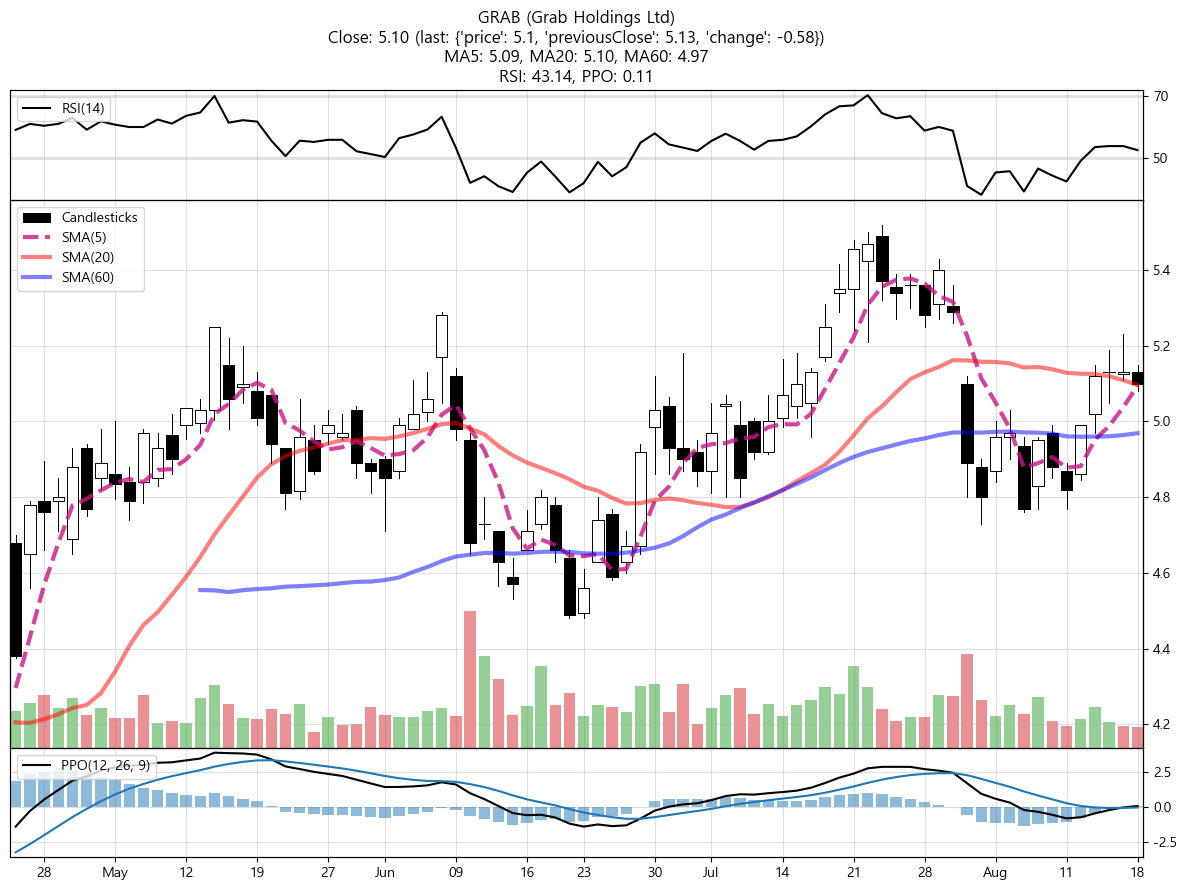 GRAB (Grab Holdings Ltd)
Close: 5.10 (last: {'price': 5.1, 'previousClose': 5.13, 'change': -0.58})
MA5: 5.09, MA20: 5.10, MA60: 4.97
RSI: 43.14, PPO: 0.11
RSI(14)
70
50
Candlesticks
SMA(5)
SMA(20)
SMA(60)
5.4
5.2
5.0
4.8
4.6
4.4
4.2
PPO(12, 26, 9)
2.5
0.0
-2.5
28 May 12 19 27 Jun 09 16 23 30 Jul 14 21 28 Aug 11 18